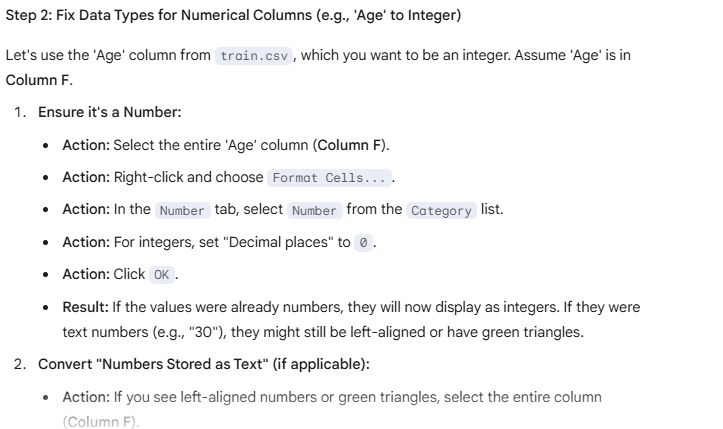 Step 2: Fix Data Types for Numerical Columns (e.g., 'Age' to Integer)
Let's use the 'Age' column from train.csv, which you want to be an integer. Assume 'Age' is in
Column F.
1. Ensure it's a Number:
• Action: Select the entire 'Age' column (Column F).
• Action: Right-click and choose Format Cells... .
• Action: In the Number tab, select Number from the Category list.
• Action: For integers, set "Decimal places" to 0 .
• Action: Click OK .
• Result: If the values were already numbers, they will now display as integers. If they were
text numbers (e.g., "30"), they might still be left-aligned or have green triangles.
2. Convert "Numbers Stored as Text" (if applicable):
• Action: If you see left-aligned numbers or green triangles, select the entire column
(Column F).